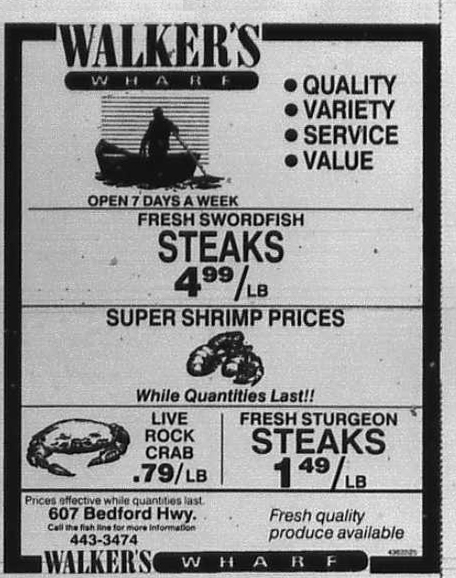 WALKER'S
WHARF
• QUALITY
• VARIETY
• SERVICE
• VALUE
OPEN 7 DAYS A WEEK
FRESH SWORDFISH
STEAKS
4 99/LB
SUPER SHRIMP PRICES
While Quantities Last!!
LIVE
ROCK
CRAB
.79/LB
FRESH STURGEON
STEAKS
1 49/LB
Prices effective while quantities last.
607 Bedford Hwy.
Call the fish line for more information
443-3474
Fresh quality
produce available
WALKER'S WHARF